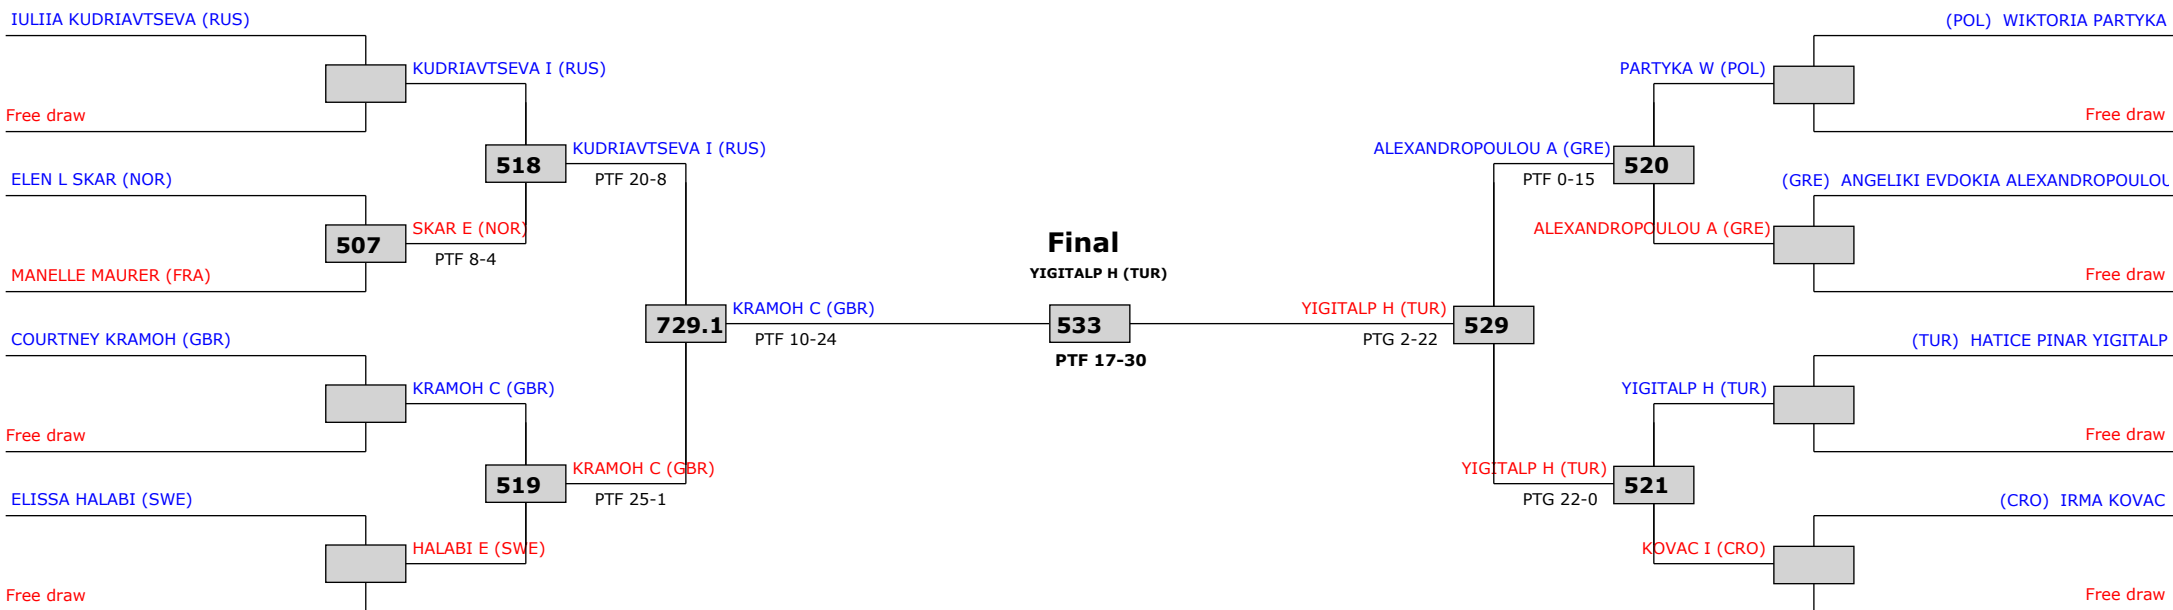 IULIIA KUDRIAVTSEVA (RUS)
Free draw
ELEN L SKAR (NOR)
MANELLE MAURER (FRA)
COURTNEY KRAMOH (GBR)
Free draw
ELISSA HALABI (SWE)
Free draw
KUDRIAVTSEVA I (RUS)
507
SKAR E (NOR)
PTF 8-4
KRAMOH C (GBR)
HALABI E (SWE)
518
KUDRIAVTSEVA I (RUS)
PTF 20-8
519
KRAMOH C (GBR)
PTF 25-1
729.1
KRAMOH C (GBR)
PTF 10-24
Final
YIGITALP H (TUR)
533
PTF 17-30
YIGITALP H (TUR)
529
PTG 2-22
ALEXANDROPOULOU A (GRE)
520
PTF 0-15
YIGITALP H (TUR)
521
PTG 22-0
PARTYKA W (POL)
ALEXANDROPOULOU A (GRE)
YIGITALP H (TUR)
KOVAC I (CRO)
(POL) WIKTORIA PARTYKA
Free draw
(GRE) ANGELIKI EVDOKIA ALEXANDROPOULOU
Free draw
(TUR) HATICE PINAR YIGITALP
Free draw
(CRO) IRMA KOVAC
Free draw